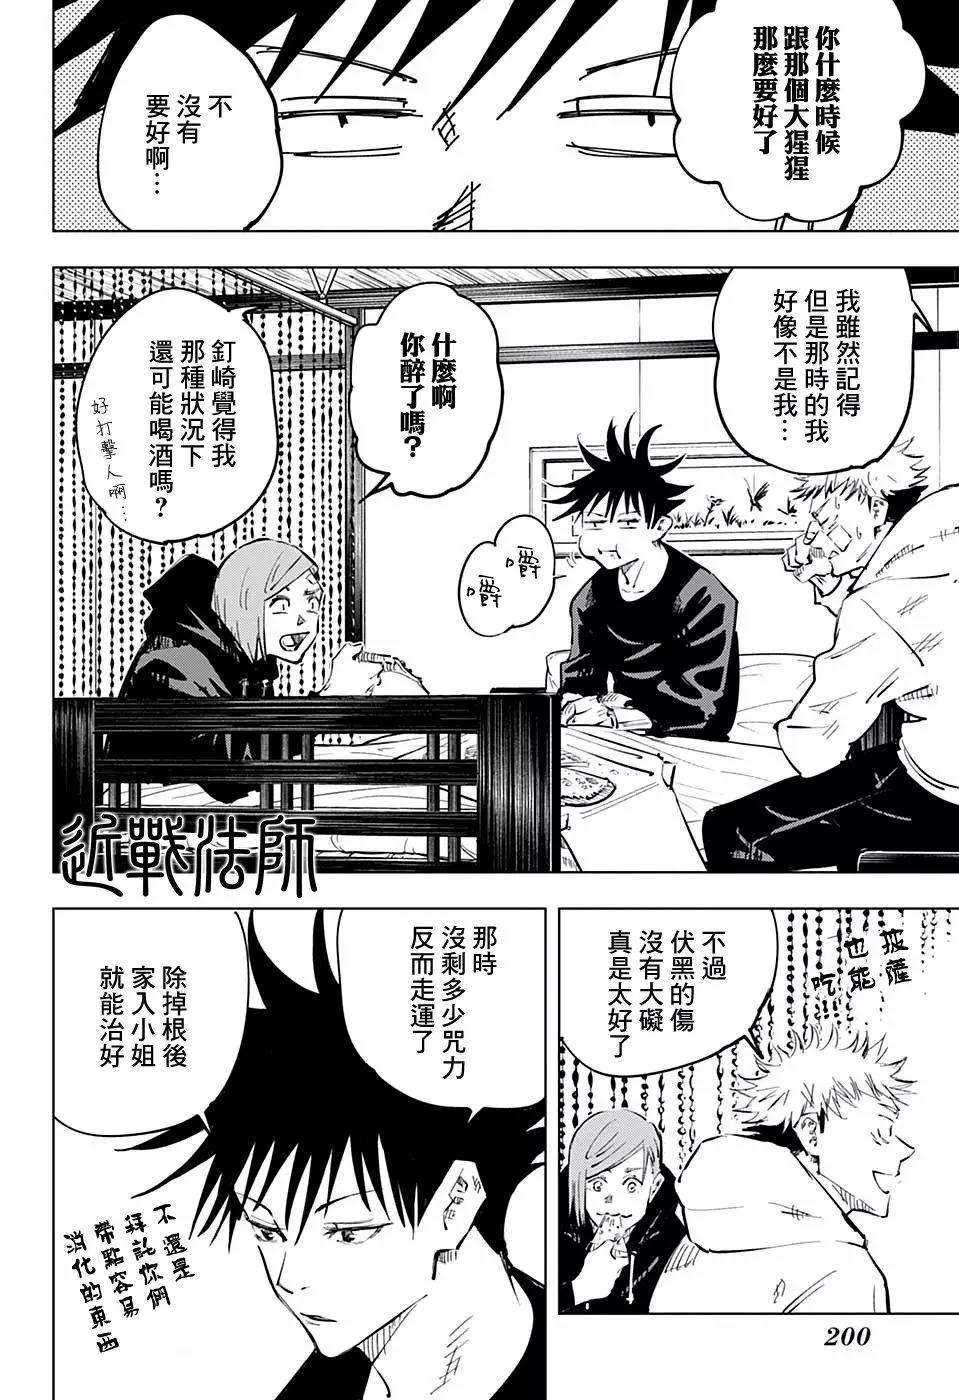 你什麼時候
跟那個大猩猩
那麼要好了
不
沒有
要好啊…
我雖然記得
但是那時的我
好像不是我…
什麼啊
你醉了嗎？
嚼
嚼
釘崎覺得我
那種狀況下
還可能喝酒嗎？
好打擊人啊…
近戰法師
披薩
也能
吃
不過
伏黑的傷
沒有大礙
真是太好了
那時
沒剩多少咒力
反而走運了
除掉根後
家入小姐
就能治好
不還是
拜託你們
帶點容易
消化的東西
200